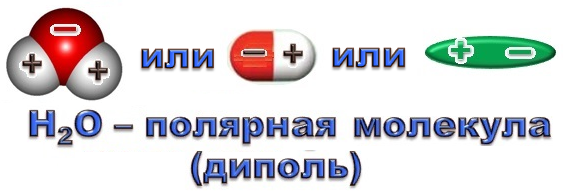 − + + или − + или + −
H₂O – полярная молекула
(диполь)